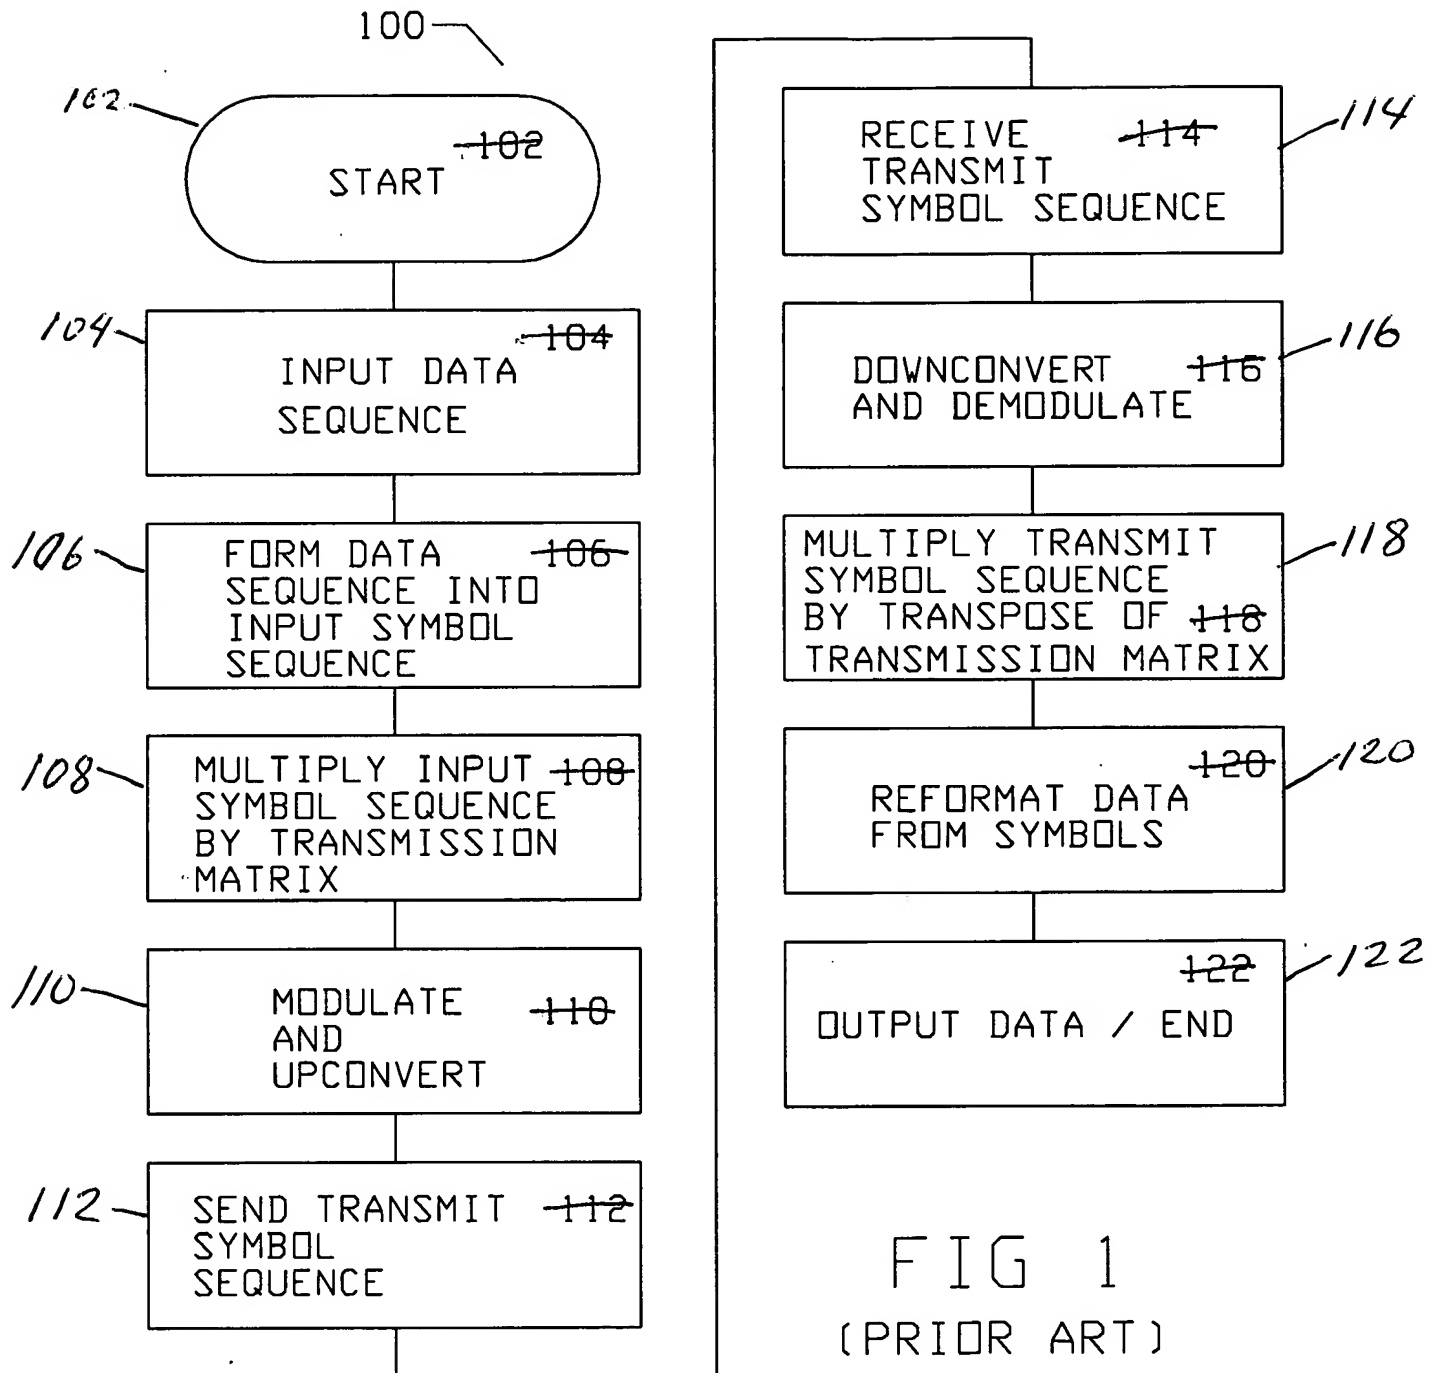 100
102
102
START
104
104
INPUT DATA
SEQUENCE
106
FORM DATA 106
SEQUENCE INTO
INPUT SYMBOL
SEQUENCE
108
MULTIPLY INPUT 108
SYMBOL SEQUENCE
BY TRANSMISSION
MATRIX
110
MODULATE 110
AND
UPCONVERT
112
SEND TRANSMIT 112
SYMBOL
SEQUENCE
114
RECEIVE 114
TRANSMIT
SYMBOL SEQUENCE
116
DOWNCONVERT 116
AND DEMODULATE
118
MULTIPLY TRANSMIT
SYMBOL SEQUENCE
BY TRANSPOSE OF 118
TRANSMISSION MATRIX
120
120
REFORMAT DATA
FROM SYMBOLS
122
122
OUTPUT DATA / END
FIG 1
(PRIOR ART)